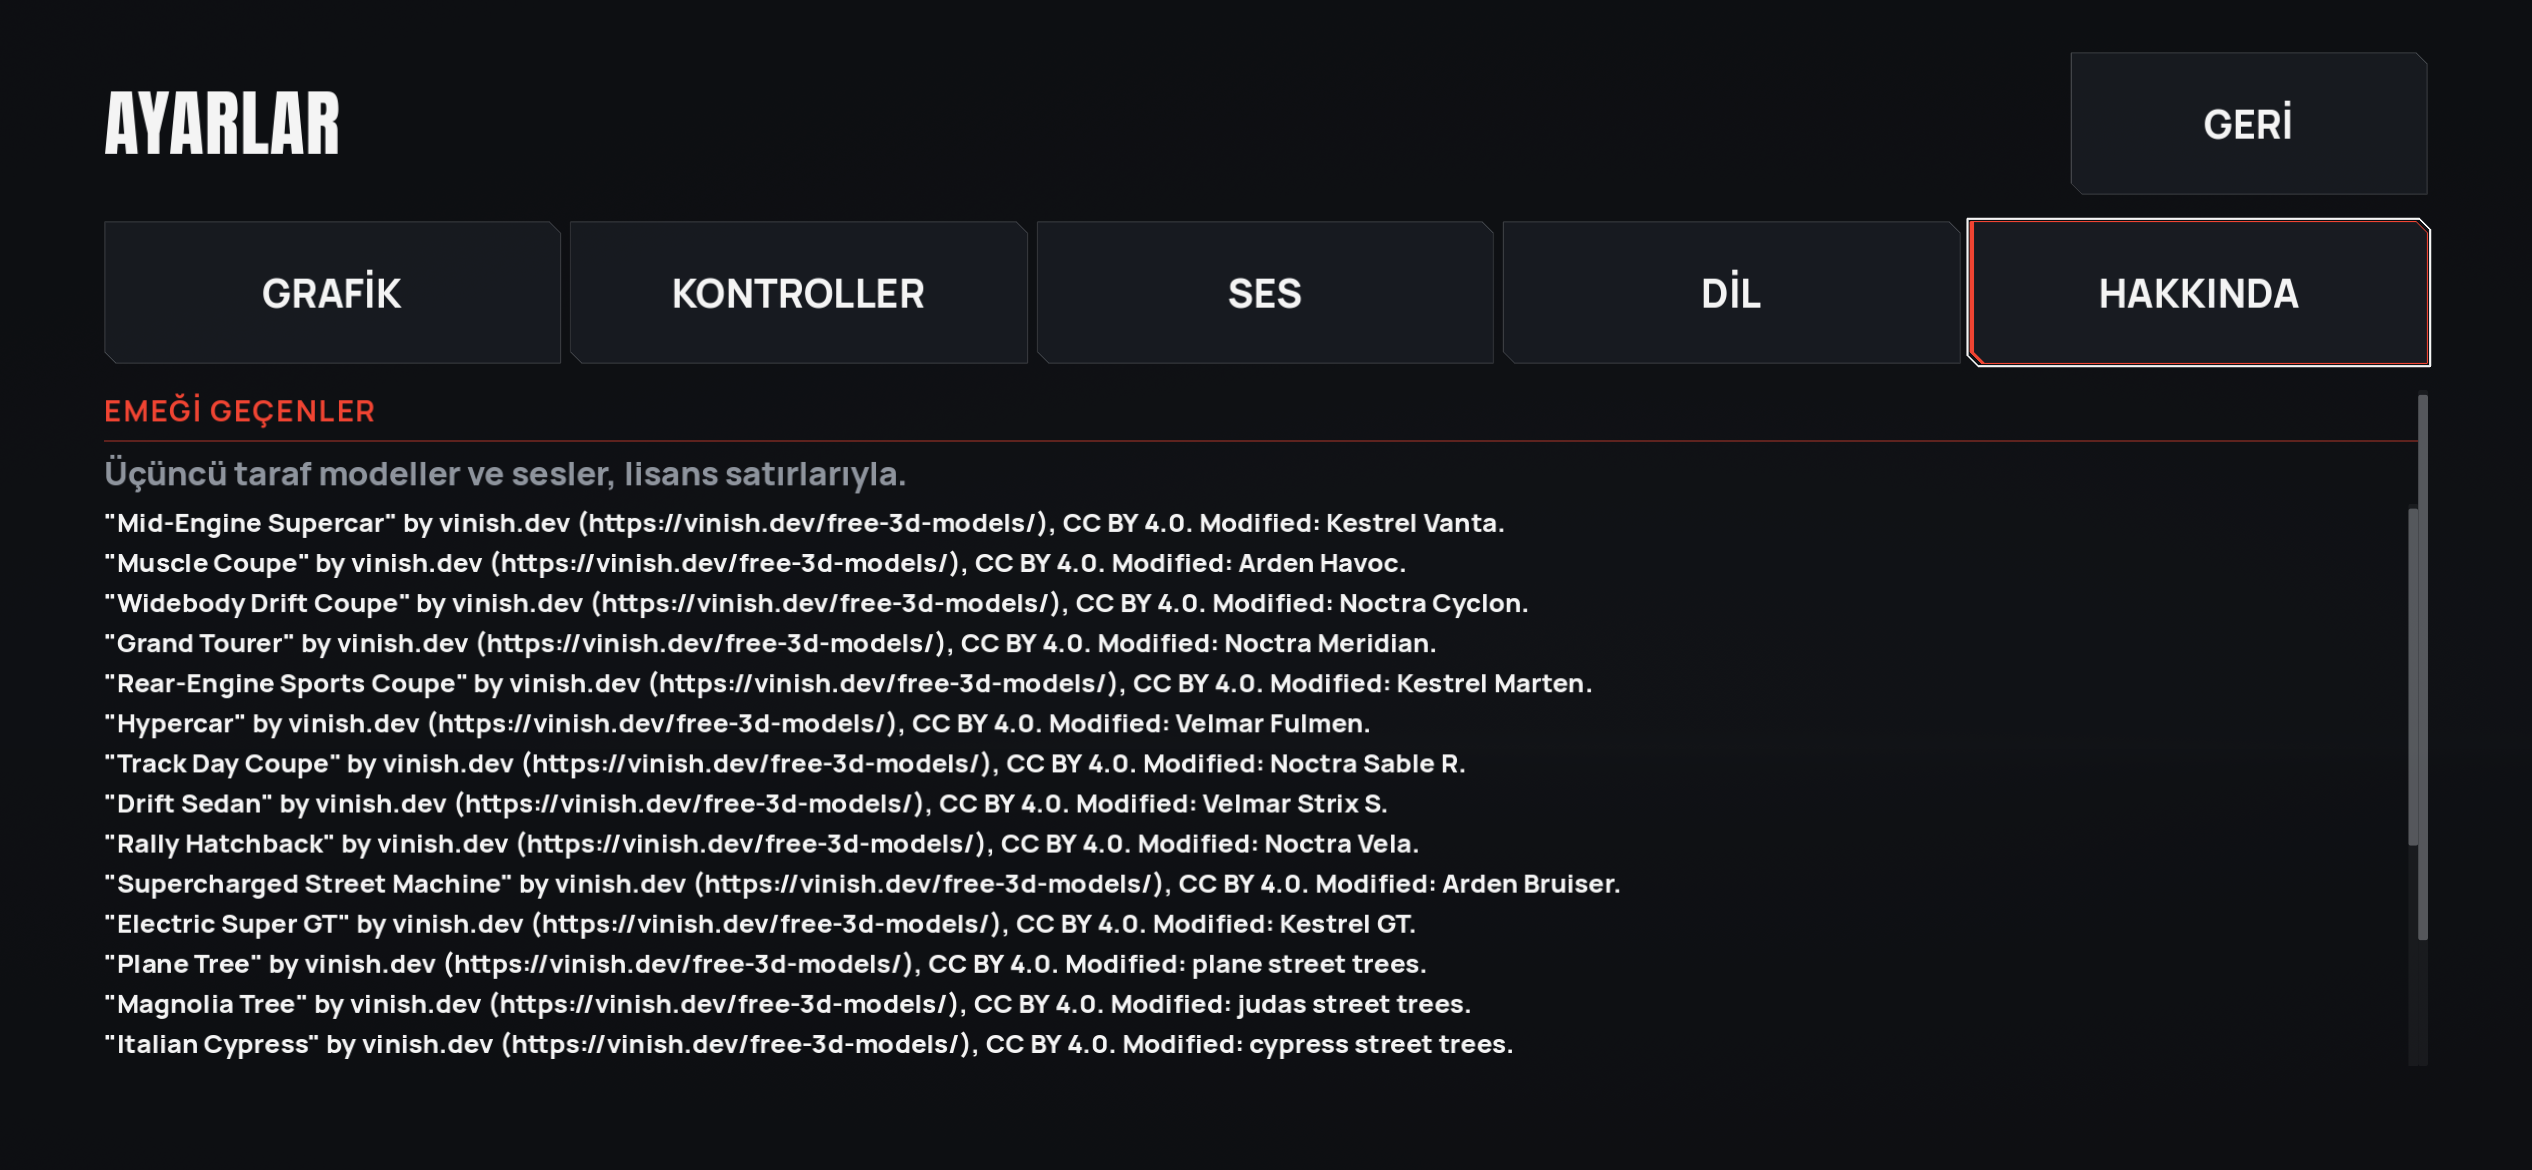 AYARLAR
GERİ
GRAFİK
KONTROLLER
SES
DİL
HAKKINDA
EMEĞİ GEÇENLER
Üçüncü taraf modeller ve sesler, lisans satırlarıyla.
"Mid-Engine Supercar" by vinish.dev (https://vinish.dev/free-3d-models/), CC BY 4.0. Modified: Kestrel Vanta.
"Muscle Coupe" by vinish.dev (https://vinish.dev/free-3d-models/), CC BY 4.0. Modified: Arden Havoc.
"Widebody Drift Coupe" by vinish.dev (https://vinish.dev/free-3d-models/), CC BY 4.0. Modified: Noctra Cyclon.
"Grand Tourer" by vinish.dev (https://vinish.dev/free-3d-models/), CC BY 4.0. Modified: Noctra Meridian.
"Rear-Engine Sports Coupe" by vinish.dev (https://vinish.dev/free-3d-models/), CC BY 4.0. Modified: Kestrel Marten.
"Hypercar" by vinish.dev (https://vinish.dev/free-3d-models/), CC BY 4.0. Modified: Velmar Fulmen.
"Track Day Coupe" by vinish.dev (https://vinish.dev/free-3d-models/), CC BY 4.0. Modified: Noctra Sable R.
"Drift Sedan" by vinish.dev (https://vinish.dev/free-3d-models/), CC BY 4.0. Modified: Velmar Strix S.
"Rally Hatchback" by vinish.dev (https://vinish.dev/free-3d-models/), CC BY 4.0. Modified: Noctra Vela.
"Supercharged Street Machine" by vinish.dev (https://vinish.dev/free-3d-models/), CC BY 4.0. Modified: Arden Bruiser.
"Electric Super GT" by vinish.dev (https://vinish.dev/free-3d-models/), CC BY 4.0. Modified: Kestrel GT.
"Plane Tree" by vinish.dev (https://vinish.dev/free-3d-models/), CC BY 4.0. Modified: plane street trees.
"Magnolia Tree" by vinish.dev (https://vinish.dev/free-3d-models/), CC BY 4.0. Modified: judas street trees.
"Italian Cypress" by vinish.dev (https://vinish.dev/free-3d-models/), CC BY 4.0. Modified: cypress street trees.